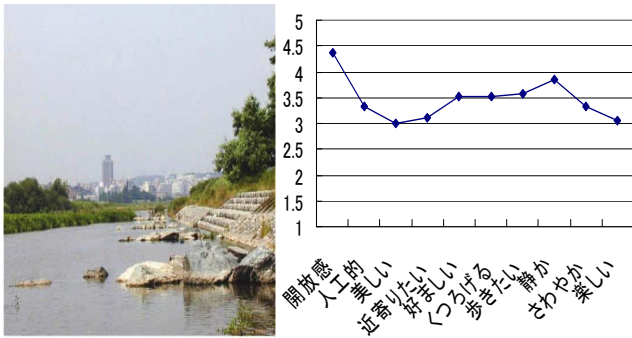 5
4.5
4
3.5
3
2.5
2
1.5
1
開放感
人工的
美しい
近寄りたい
好ましい
くつろげる
歩きたい
静か
さわやか
楽しい